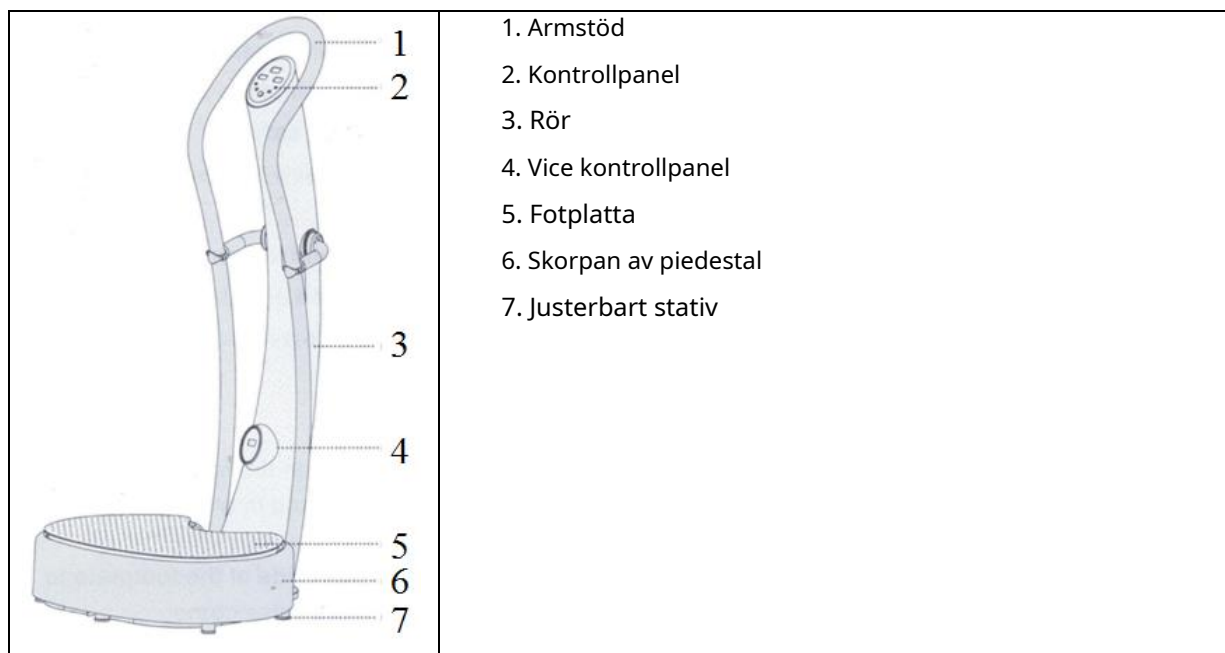 1
2
3
4
5
6
7
1. Armstöd
2. Kontrollpanel
3. Rör
4. Vice kontrollpanel
5. Fotplatta
6. Skorpan av piedestal
7. Justerbart stativ